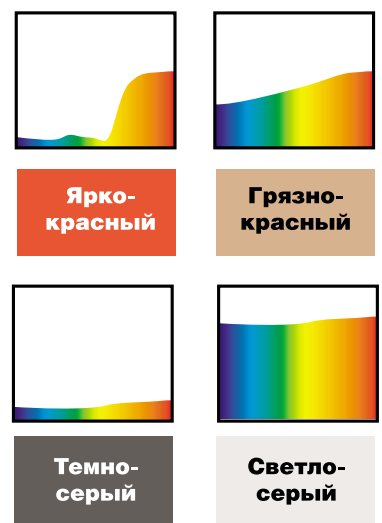 Ярко-
красный
Грязно-
красный
Темно-
серый
Светло-
серый